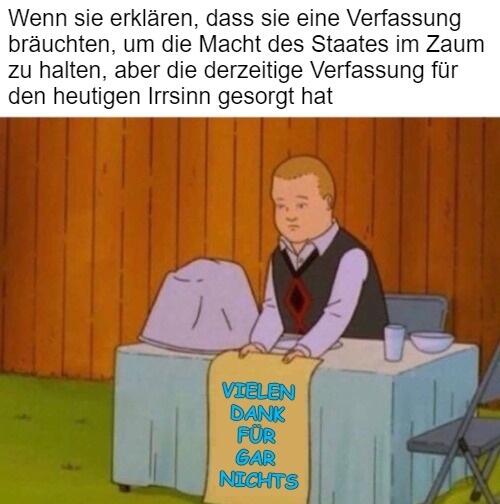 Wenn sie erklären, dass sie eine Verfassung
bräuchten, um die Macht des Staates im Zaum
zu halten, aber die derzeitige Verfassung für
den heutigen Irrsinn gesorgt hat
VIELEN
DANK
FÜR
GAR
NICHTS